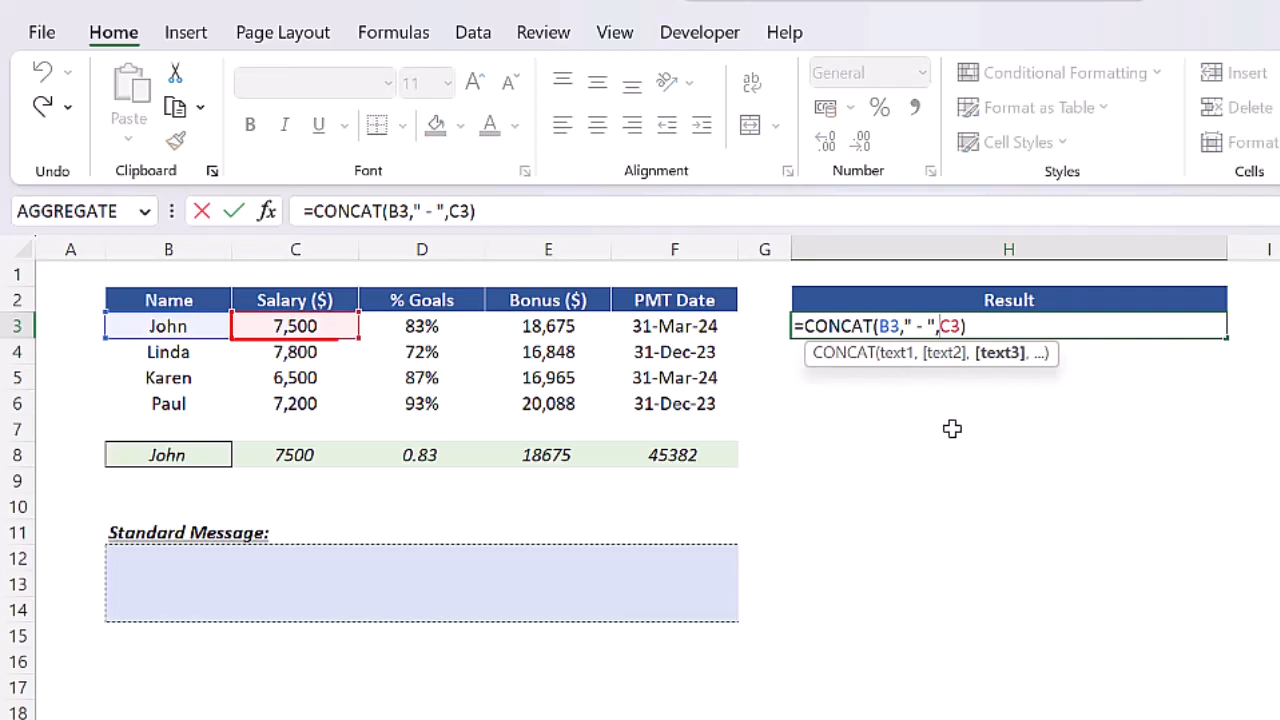 File Home Insert Page Layout Formulas Data Review View Developer Help
General Conditional Formatting Insert
11 ab
Paste Format as Table Delete
B I U A % Cell Styles Format
Undo Clipboard Font Alignment Number Styles Cells
AGGREGATE fx =CONCAT(B3," - ",C3)
A B C D E F G H I
1
2 Name Salary ($) % Goals Bonus ($) PMT Date Result
3 John 7,500 83% 18,675 31-Mar-24 =CONCAT(B3," - ",C3)
4 Linda 7,800 72% 16,848 31-Dec-23 CONCAT(text1, [text2], [text3], ...)
5 Karen 6,500 87% 16,965 31-Mar-24
6 Paul 7,200 93% 20,088 31-Dec-23
7
8 John 7500 0.83 18675 45382
9
10
11 Standard Message:
12
13
14
15
16
17
18